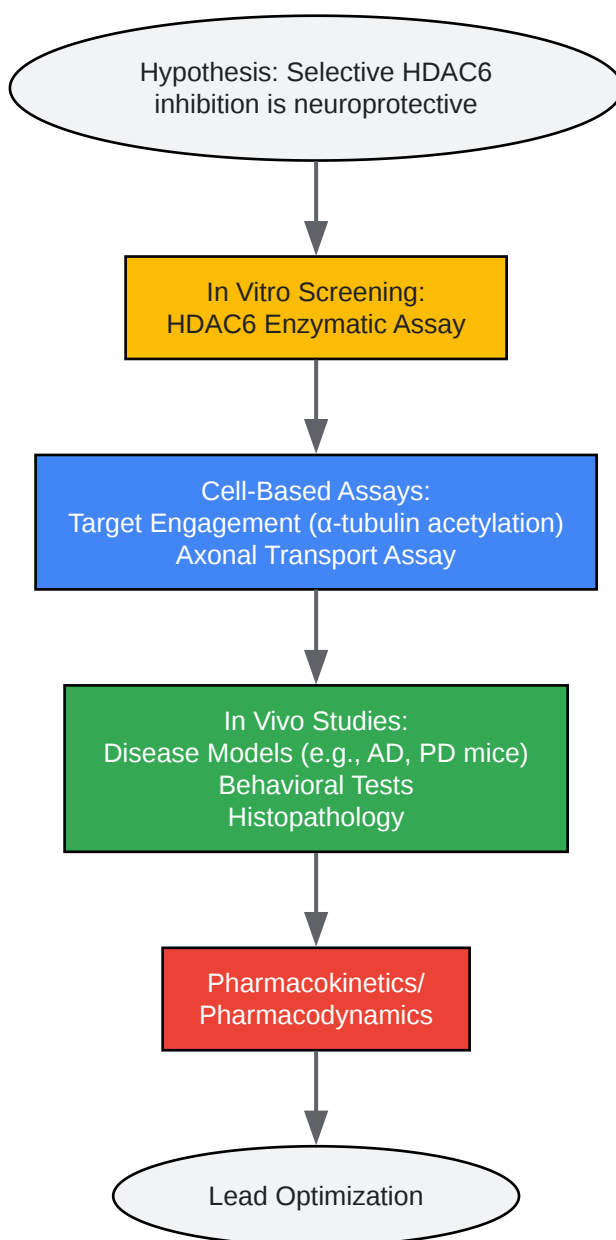 Hypothesis: Selective HDAC6
inhibition is neuroprotective
In Vitro Screening:
HDAC6 Enzymatic Assay
Cell-Based Assays:
Target Engagement (α-tubulin acetylation)
Axonal Transport Assay
In Vivo Studies:
Disease Models (e.g., AD, PD mice)
Behavioral Tests
Histopathology
Pharmacokinetics/
Pharmacodynamics
Lead Optimization